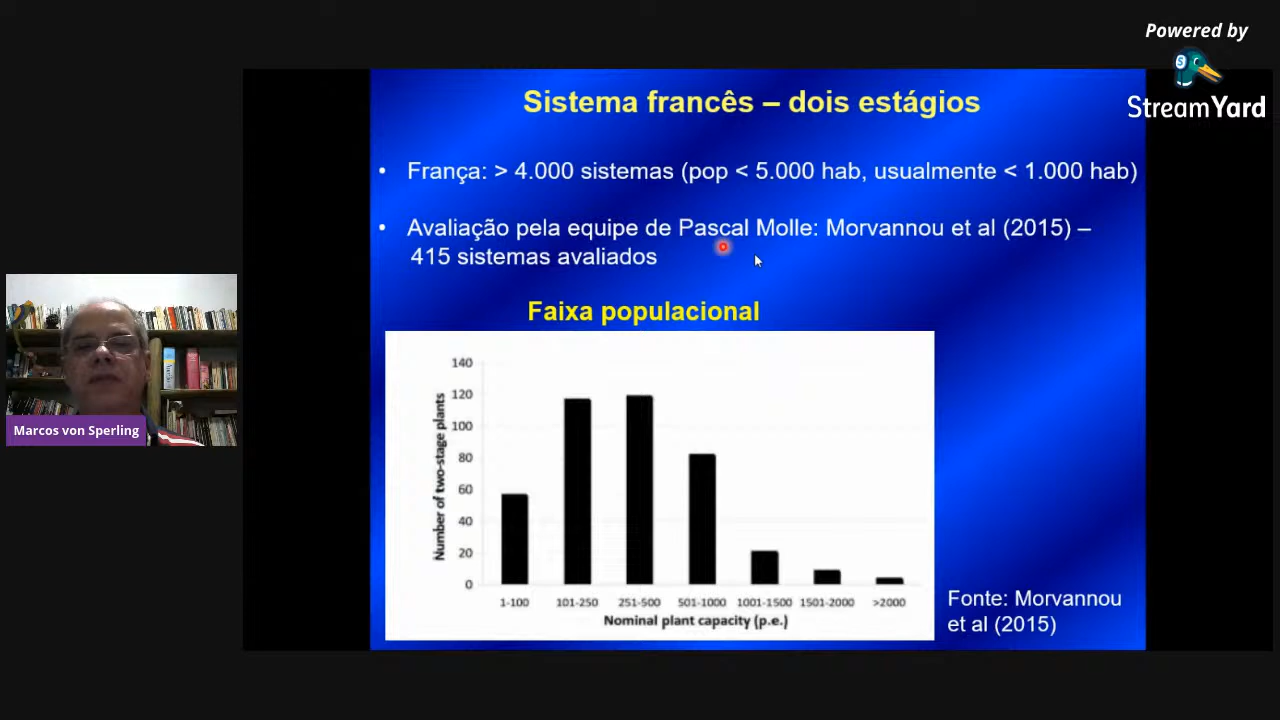 Powered by
StreamYard
Sistema francês – dois estágios
• França: > 4.000 sistemas (pop < 5.000 hab, usualmente < 1.000 hab)
• Avaliação pela equipe de Pascal Molle: Morvannou et al (2015) –
415 sistemas avaliados
Faixa populacional
Number of two-stage plants
140
120
100
80
60
40
20
0
1-100 101-250 251-500 501-1000 1001-1500 1501-2000 >2000
Nominal plant capacity (p.e.)
Fonte: Morvannou
et al (2015)
Marcos von Sperling